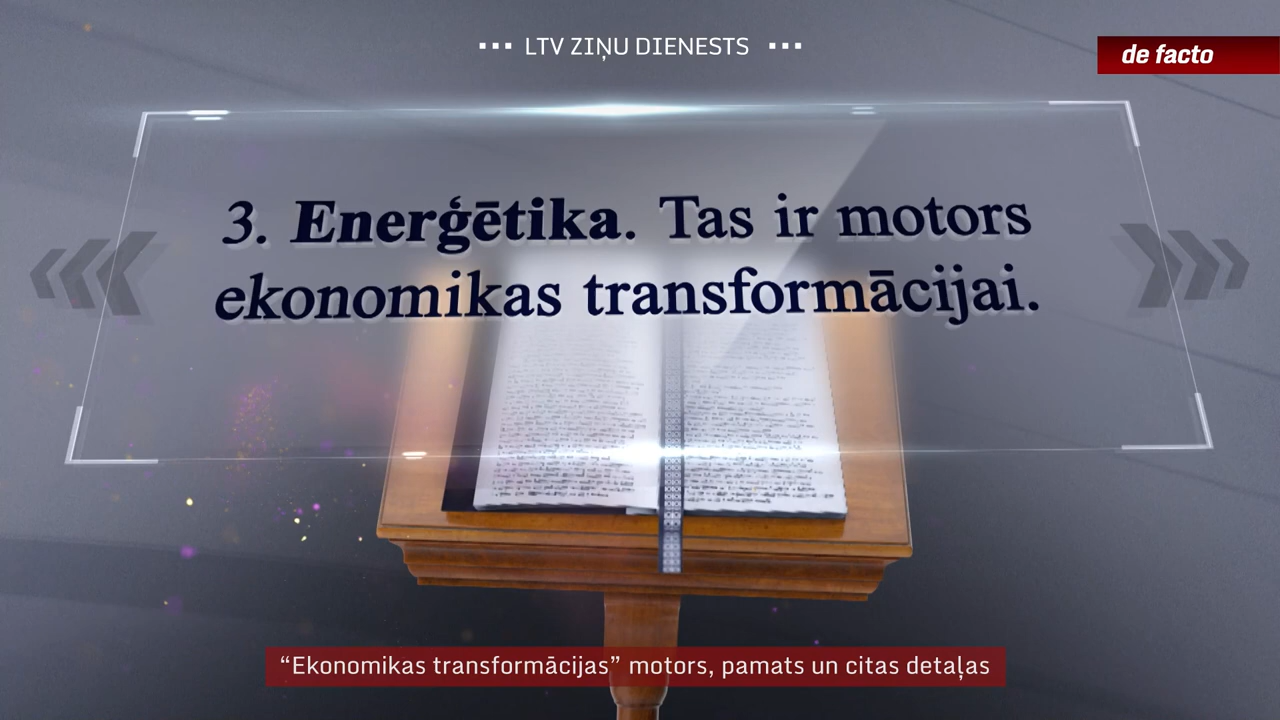 LTV ZIŅU DIENESTS
de facto
3. Enerģētika. Tas ir motors
ekonomikas transformācijai.
“Ekonomikas transformācijas” motors, pamats un citas detaļas